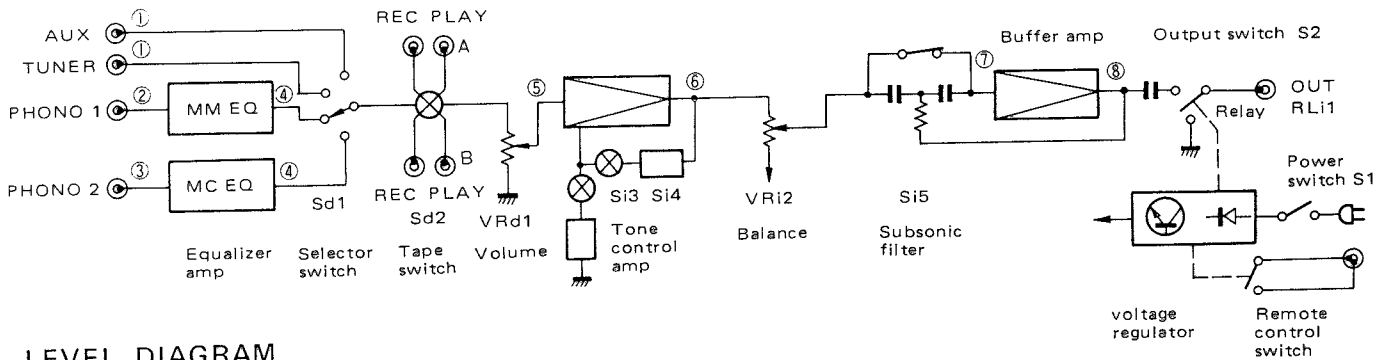 AUX ①
TUNER ①
PHONO 1 ② MM EQ ④
PHONO 2 ③ MC EQ ④
Sd1
REC PLAY
A
B
REC PLAY
Sd2
VRd1
⑤
⑥
Si3 Si4
VRi2
Si5
⑦
Buffer amp
⑧
Output switch S2
OUT
RLi1
Relay
Power
switch S1
Equalizer
amp
Selector
switch
Tape
switch
Volume
Tone
control
amp
Balance
Subsonic
filter
voltage
regulator
Remote
control
switch
LEVEL DIAGRAM